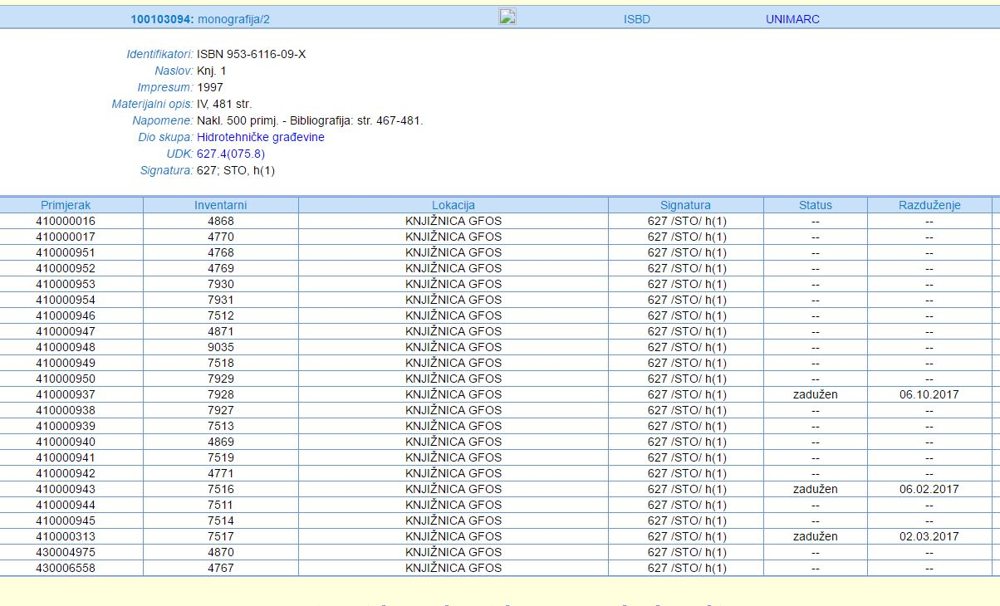 100103094: monografija/2 ISBD UNIMARC
Identifikatori: ISBN 953-6116-09-X
Naslov: Knj. 1
Impresum: 1997
Materijalni opis: IV, 481 str.
Napomene: Nakl. 500 primj. - Bibliografija: str. 467-481.
Dio skupa: Hidrotehničke građevine
UDK: 627.4(075.8)
Signatura: 627; STO, h(1)
Primjerak Inventarni Lokacija Signatura Status Razduženje
410000016 4868 KNJIŽNICA GFOS 627 /STO/ h(1) -- --
410000017 4770 KNJIŽNICA GFOS 627 /STO/ h(1) -- --
410000951 4768 KNJIŽNICA GFOS 627 /STO/ h(1) -- --
410000952 4769 KNJIŽNICA GFOS 627 /STO/ h(1) -- --
410000953 7930 KNJIŽNICA GFOS 627 /STO/ h(1) -- --
410000954 7931 KNJIŽNICA GFOS 627 /STO/ h(1) -- --
410000946 7512 KNJIŽNICA GFOS 627 /STO/ h(1) -- --
410000947 4871 KNJIŽNICA GFOS 627 /STO/ h(1) -- --
410000948 9035 KNJIŽNICA GFOS 627 /STO/ h(1) -- --
410000949 7518 KNJIŽNICA GFOS 627 /STO/ h(1) -- --
410000950 7929 KNJIŽNICA GFOS 627 /STO/ h(1) -- --
410000937 7928 KNJIŽNICA GFOS 627 /STO/ h(1) zadužen 06.10.2017
410000938 7927 KNJIŽNICA GFOS 627 /STO/ h(1) -- --
410000939 7513 KNJIŽNICA GFOS 627 /STO/ h(1) -- --
410000940 4869 KNJIŽNICA GFOS 627 /STO/ h(1) -- --
410000941 7519 KNJIŽNICA GFOS 627 /STO/ h(1) -- --
410000942 4771 KNJIŽNICA GFOS 627 /STO/ h(1) -- --
410000943 7516 KNJIŽNICA GFOS 627 /STO/ h(1) zadužen 06.02.2017
410000944 7511 KNJIŽNICA GFOS 627 /STO/ h(1) -- --
410000945 7514 KNJIŽNICA GFOS 627 /STO/ h(1) -- --
410000313 7517 KNJIŽNICA GFOS 627 /STO/ h(1) zadužen 02.03.2017
430004975 4870 KNJIŽNICA GFOS 627 /STO/ h(1) -- --
430006558 4767 KNJIŽNICA GFOS 627 /STO/ h(1) -- --